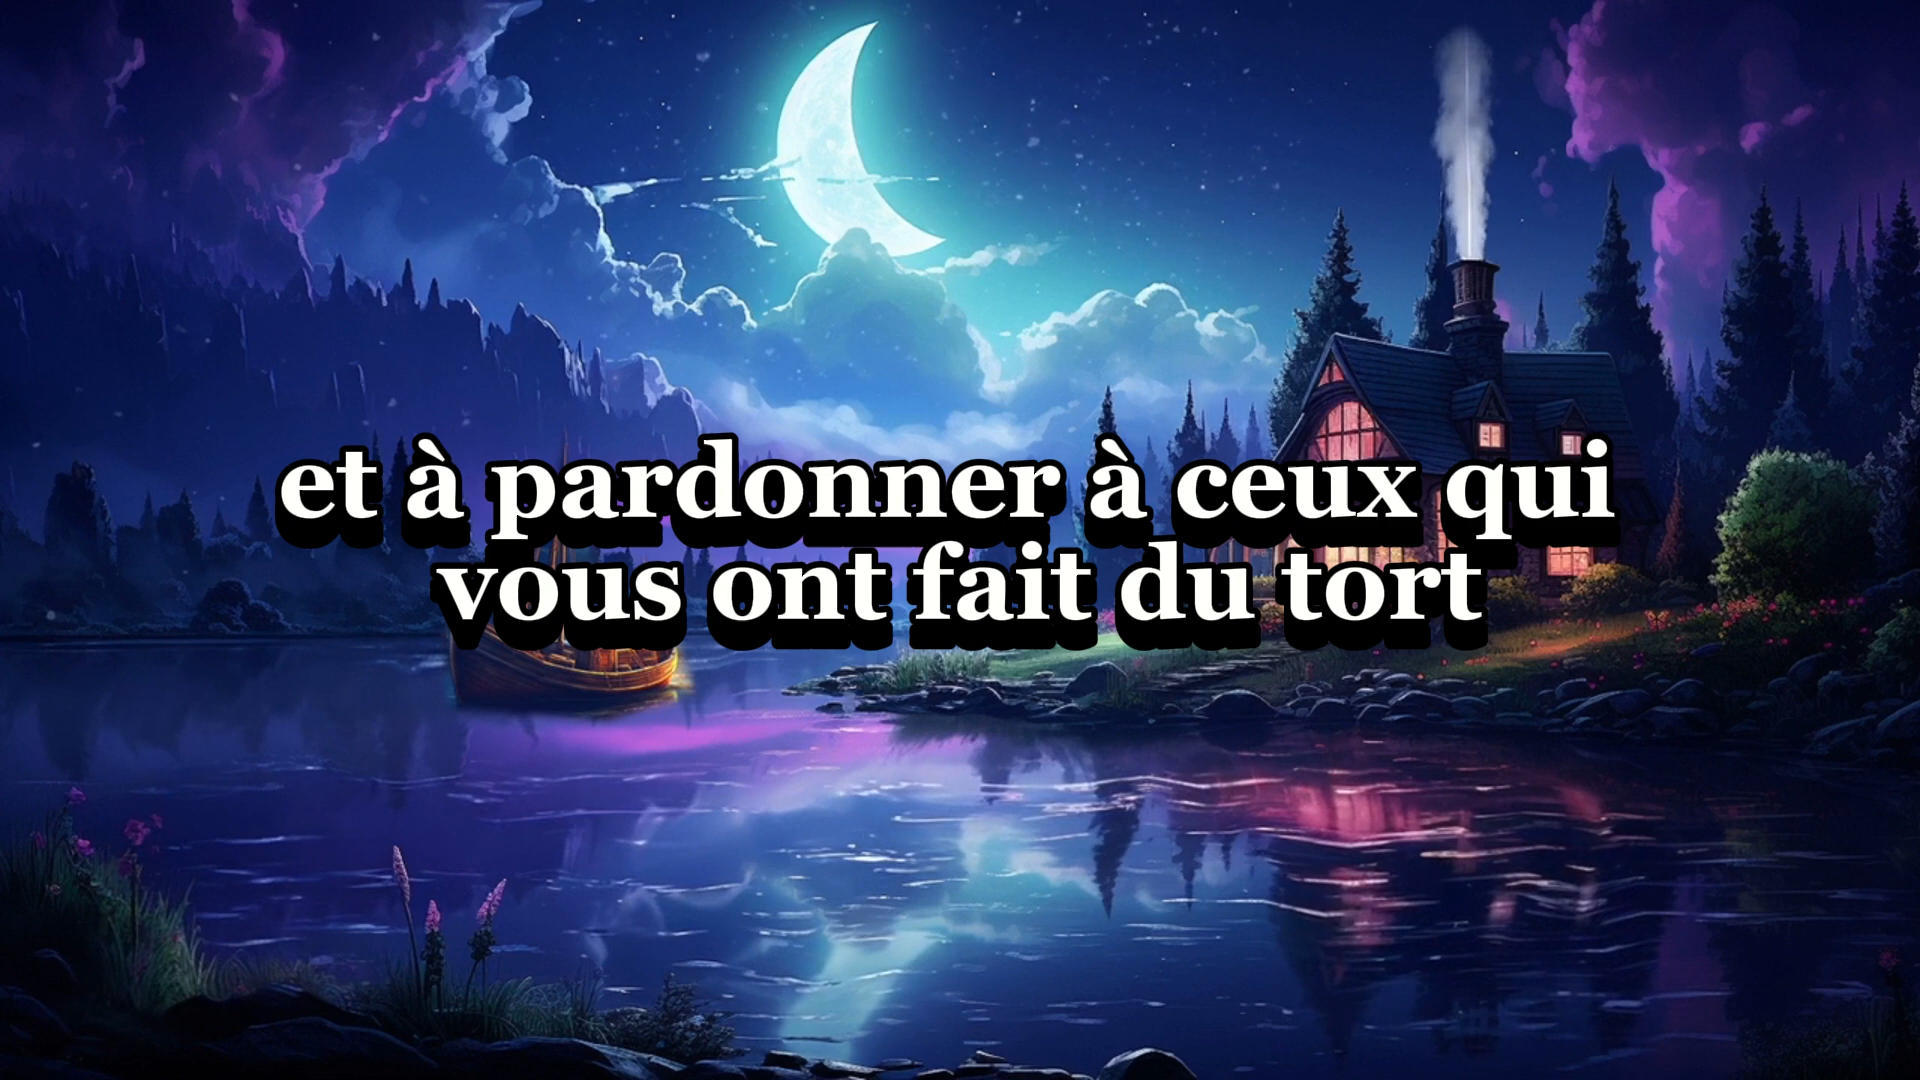 et à pardonner à ceux qui
vous ont fait du tort